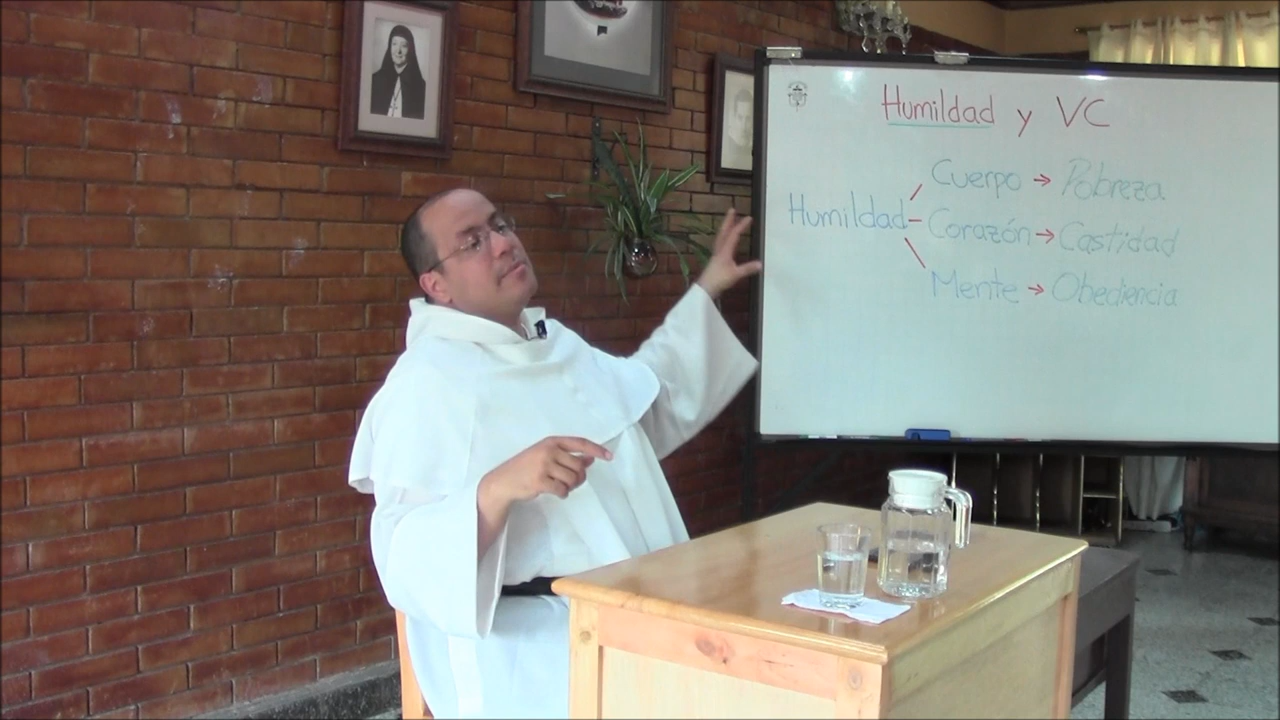 Humildad y VC
Cuerpo → Pobreza
Humildad - Corazón → Castidad
Mente → Obediencia